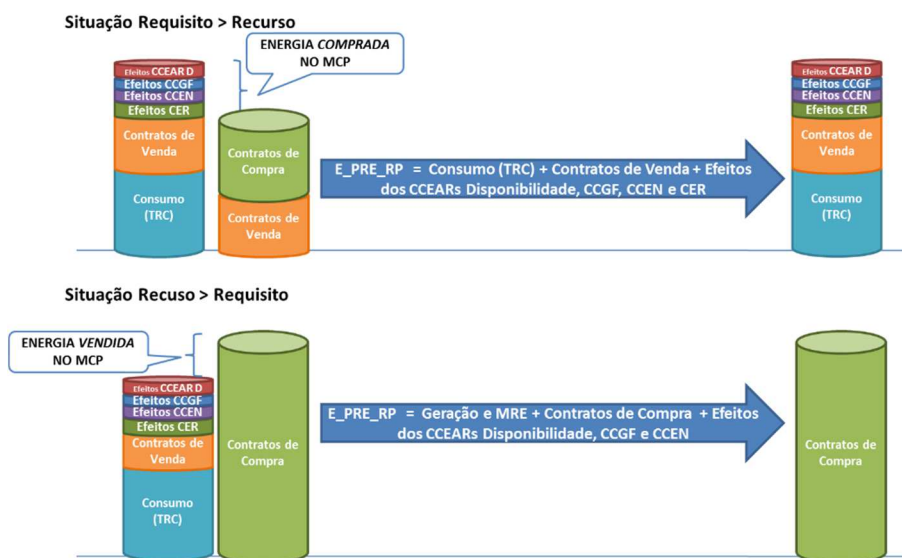 Situação Requisito > Recurso
ENERGIA COMPRADA
NO MCP
Efeitos CCEAR D
Efeitos CCGF
Efeitos CCEN
Efeitos CER
Contratos de
Venda
Consumo
(TRC)
Contratos de
Compra
Contratos de
Venda
E_PRE_RP = Consumo (TRC) + Contratos de Venda + Efeitos
dos CCEARs Disponibilidade, CCGF, CCEN e CER
Efeitos CCEAR D
Efeitos CCGF
Efeitos CCEN
Efeitos CER
Contratos de
Venda
Consumo
(TRC)
Situação Recuso > Requisito
ENERGIA VENDIDA
NO MCP
Efeitos CCEAR D
Efeitos CCGF
Efeitos CCEN
Efeitos CER
Contratos de
Venda
Consumo
(TRC)
Contratos de
Compra
E_PRE_RP = Geração e MRE + Contratos de Compra + Efeitos
dos CCEARs Disponibilidade, CCGF e CCEN
Contratos de
Compra